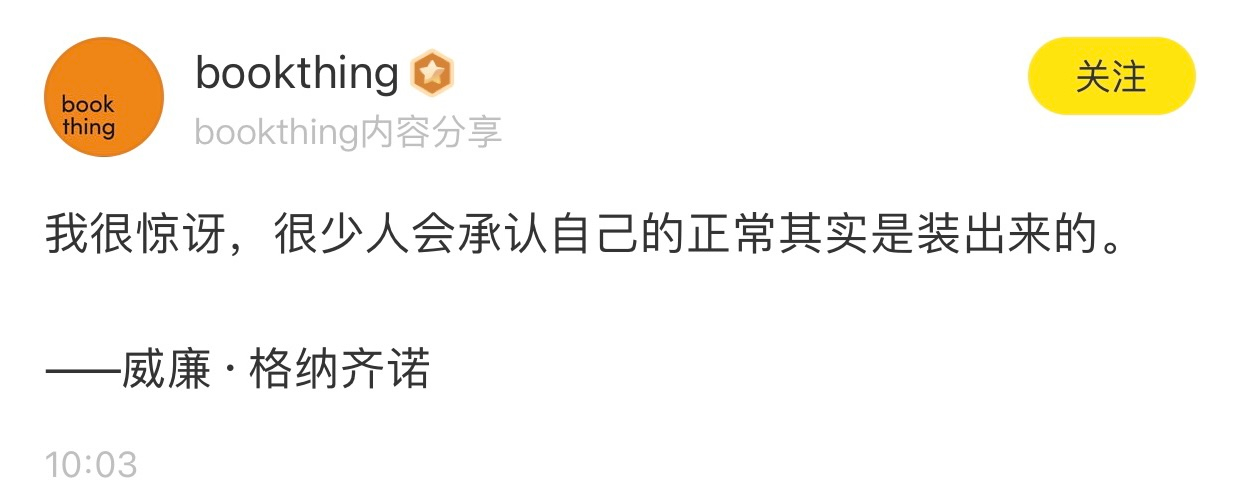 book
thing
bookthing
关注
bookthing内容分享
我很惊讶，很少人会承认自己的正常其实是装出来的。
——威廉·格纳齐诺
10:03